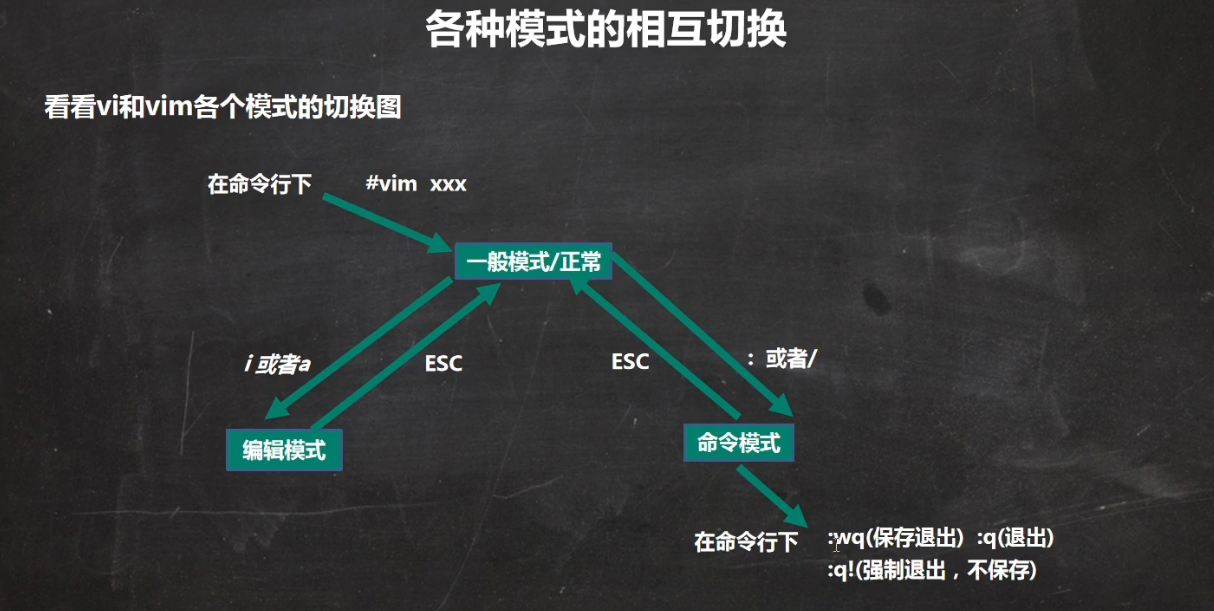 各种模式的相互切换
看看vi和vim各个模式的切换图
在命令行下 #vim xxx
一般模式/正常
i 或者a
ESC
ESC
: 或者/
编辑模式
命令模式
在命令行下 :wq(保存退出) :q(退出)
:q!(强制退出，不保存)